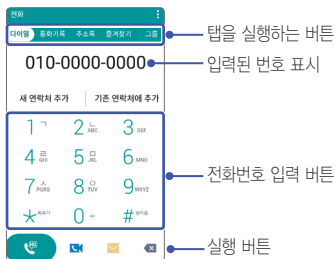 전화
다이얼 통화기록 주소록 즐겨찾기 그룹
탭을 실행하는 버튼
010-0000-0000
입력된 번호 표시
새 연락처 추가 기존 연락처에 추가
1 ㄱ 2 ㄴ ABC 3 DEF
4 ㄹ GHI 5 ㅁ JKL 6 MNO
전화번호 입력 버튼
7 ㅅ PQRS 8 ㅇ TUV 9 WXYZ
* 0 + #
HD
실행 버튼